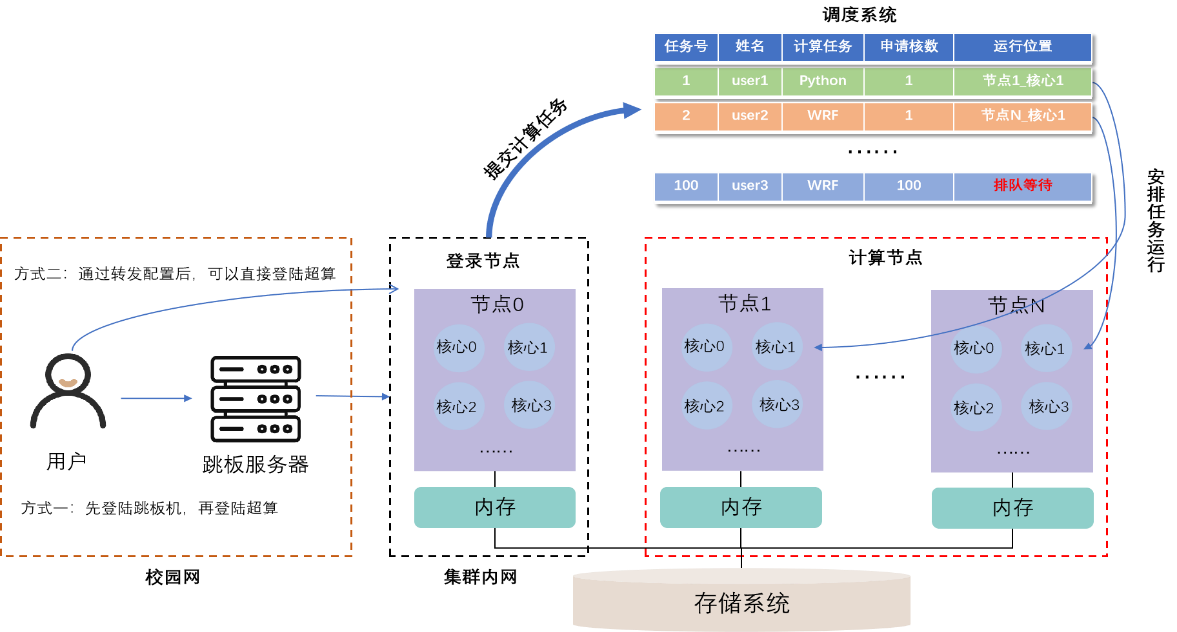 调度系统
任务号 姓名 计算任务 申请核数 运行位置
1 user1 Python 1 节点1_核心1
2 user2 WRF 1 节点N_核心1
……
100 user3 WRF 100 排队等待
提交计算任务
安排任务运行
方式二：通过转发配置后，可以直接登陆超算
用户
跳板服务器
方式一：先登陆跳板机，再登陆超算
校园网
登录节点
节点0
核心0 核心1
核心2 核心3
……
内存
集群内网
计算节点
节点1
核心0 核心1
核心2 核心3
……
内存
……
节点N
核心0 核心1
核心2 核心3
……
内存
存储系统